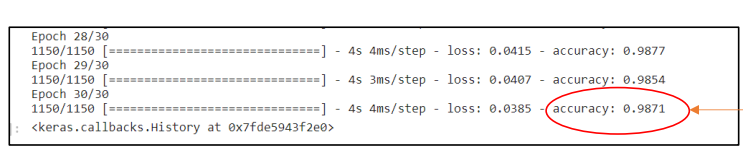 Epoch 28/30
1150/1150 [==============================] - 4s 4ms/step - loss: 0.0415 - accuracy: 0.9877
Epoch 29/30
1150/1150 [==============================] - 4s 3ms/step - loss: 0.0407 - accuracy: 0.9854
Epoch 30/30
1150/1150 [==============================] - 4s 4ms/step - loss: 0.0385 - accuracy: 0.9871
]: <keras.callbacks.History at 0x7fde5943f2e0>